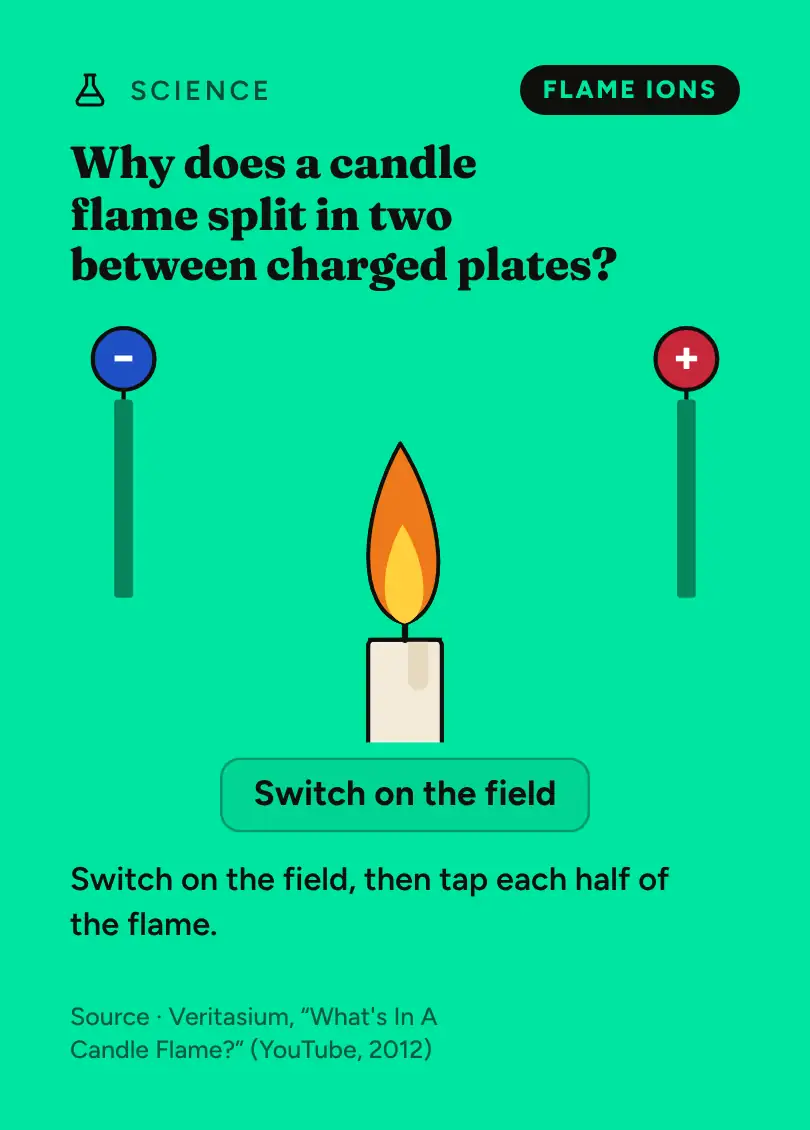 SCIENCE
FLAME IONS
Why does a candle
flame split in two
between charged plates?
−
+
Switch on the field
Switch on the field, then tap each half of
the flame.
Source · Veritasium, “What's In A
Candle Flame?” (YouTube, 2012)